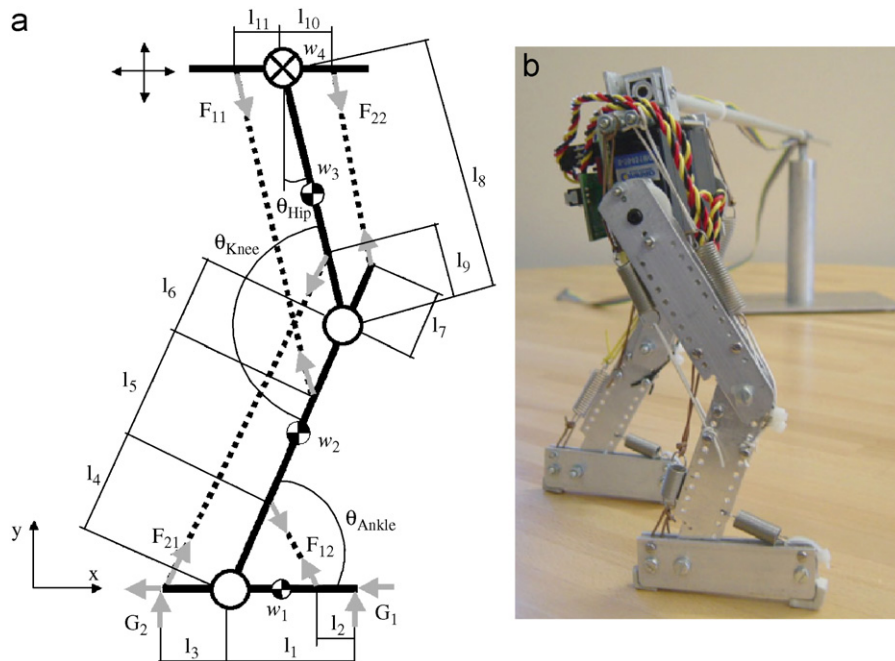 a
b
l₁₁
l₁₀
w₄
F₁₁
F₂₂
w₃
θHip
l₈
θKnee
l₉
l₆
l₇
l₅
w₂
l₄
θAnkle
y
F₂₁
F₁₂
x
w₁
G₂
G₁
l₃
l₁
l₂